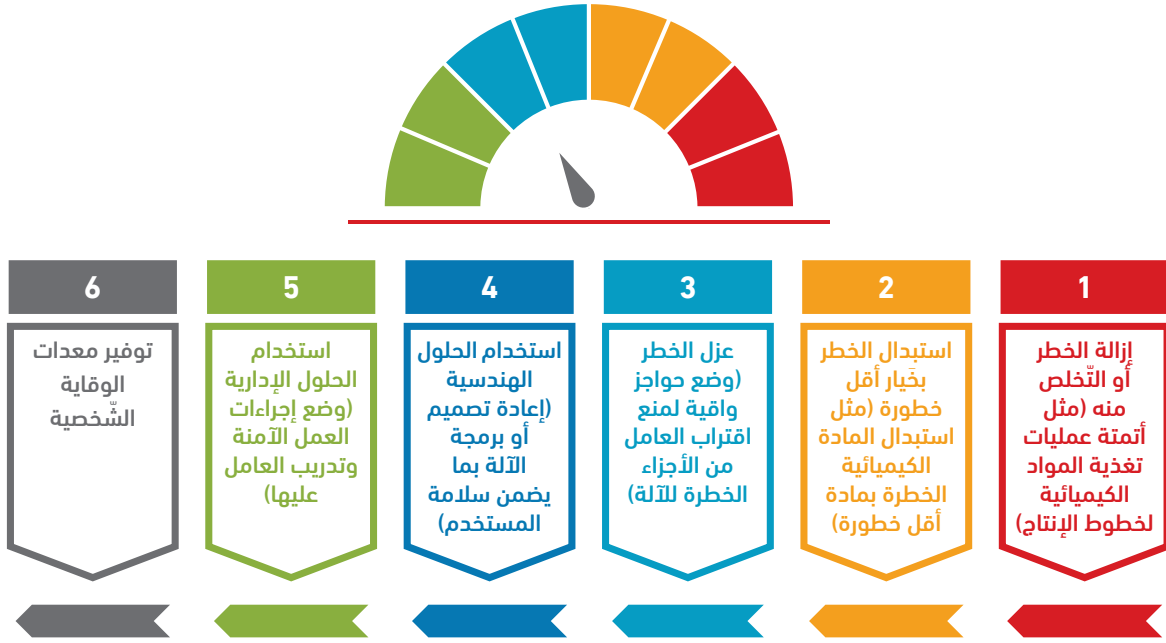 1
إزالة الخطر
أو التّخلص
منه (مثل
أتمتة عمليات
تغذية المواد
الكيميائية
لخطوط الإنتاج)
2
استبدال الخطر
بخَيار أقل
خطورة (مثل
استبدال المادة
الكيميائية
الخطرة بمادة
أقل خطورة)
3
عزل الخطر
(وضع حواجز
واقية لمنع
اقتراب العامل
من الأجزاء
الخطرة للآلة)
4
استخدام الحلول
الهندسية
(إعادة تصميم
أو برمجة
الآلة بما
يضمن سلامة
المستخدم)
5
استخدام
الحلول الإدارية
(وضع إجراءات
العمل الآمنة
وتدريب العامل
عليها)
6
توفير معدات
الوقاية
الشّخصية